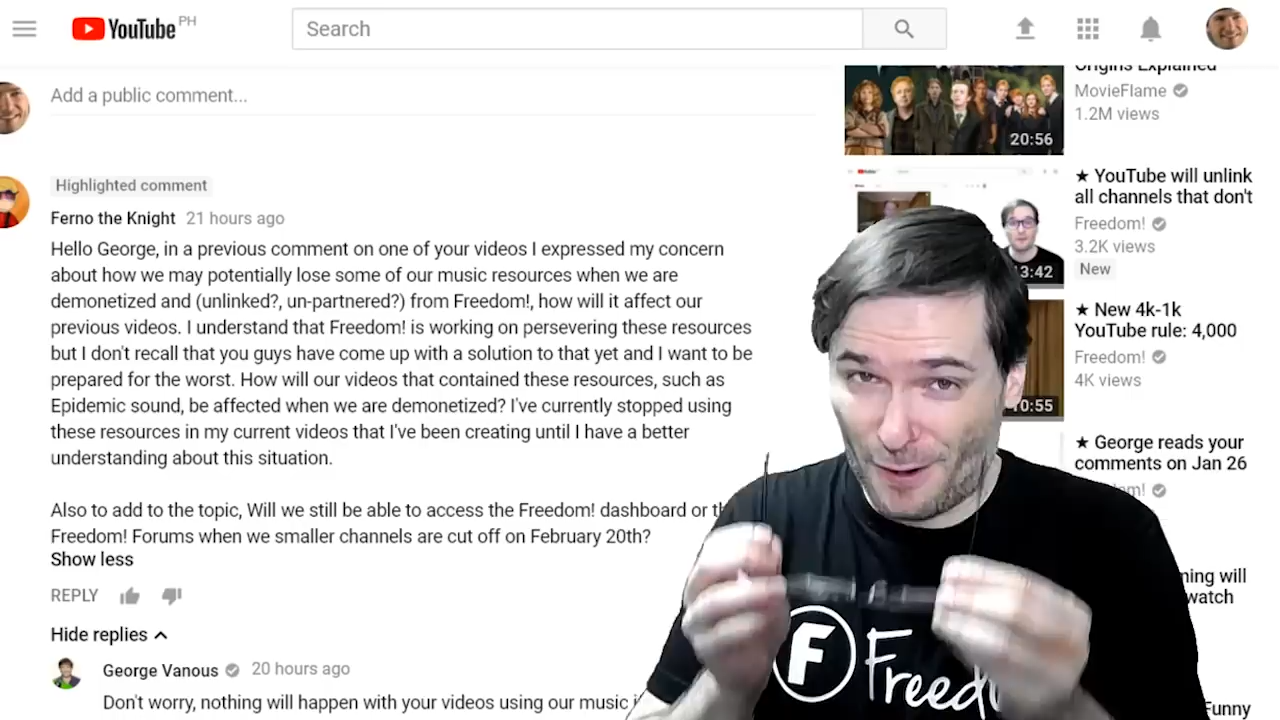 YouTube PH
Search
Add a public comment...
Highlighted comment
Ferno the Knight 21 hours ago
Hello George, in a previous comment on one of your videos I expressed my concern
about how we may potentially lose some of our music resources when we are
demonetized and (unlinked?, un-partnered?) from Freedom!, how will it affect our
previous videos. I understand that Freedom! is working on persevering these resources
but I don't recall that you guys have come up with a solution to that yet and I want to be
prepared for the worst. How will our videos that contained these resources, such as
Epidemic sound, be affected when we are demonetized? I've currently stopped using
these resources in my current videos that I've been creating until I have a better
understanding about this situation.
Also to add to the topic, Will we still be able to access the Freedom! dashboard or
Freedom! Forums when we smaller channels are cut off on February 20th?
Show less
REPLY
Hide replies
George Vanous 20 hours ago
Don't worry, nothing will happen with your videos using our music
Origins Explained
MovieFlame
1.2M views
20:56
★ YouTube will unlink
all channels that don't
Freedom!
3.2K views
New
13:42
★ New 4k-1k
YouTube rule: 4,000
Freedom!
4K views
10:55
★ George reads your
comments on Jan 26
will
watch
Funny
F Freed